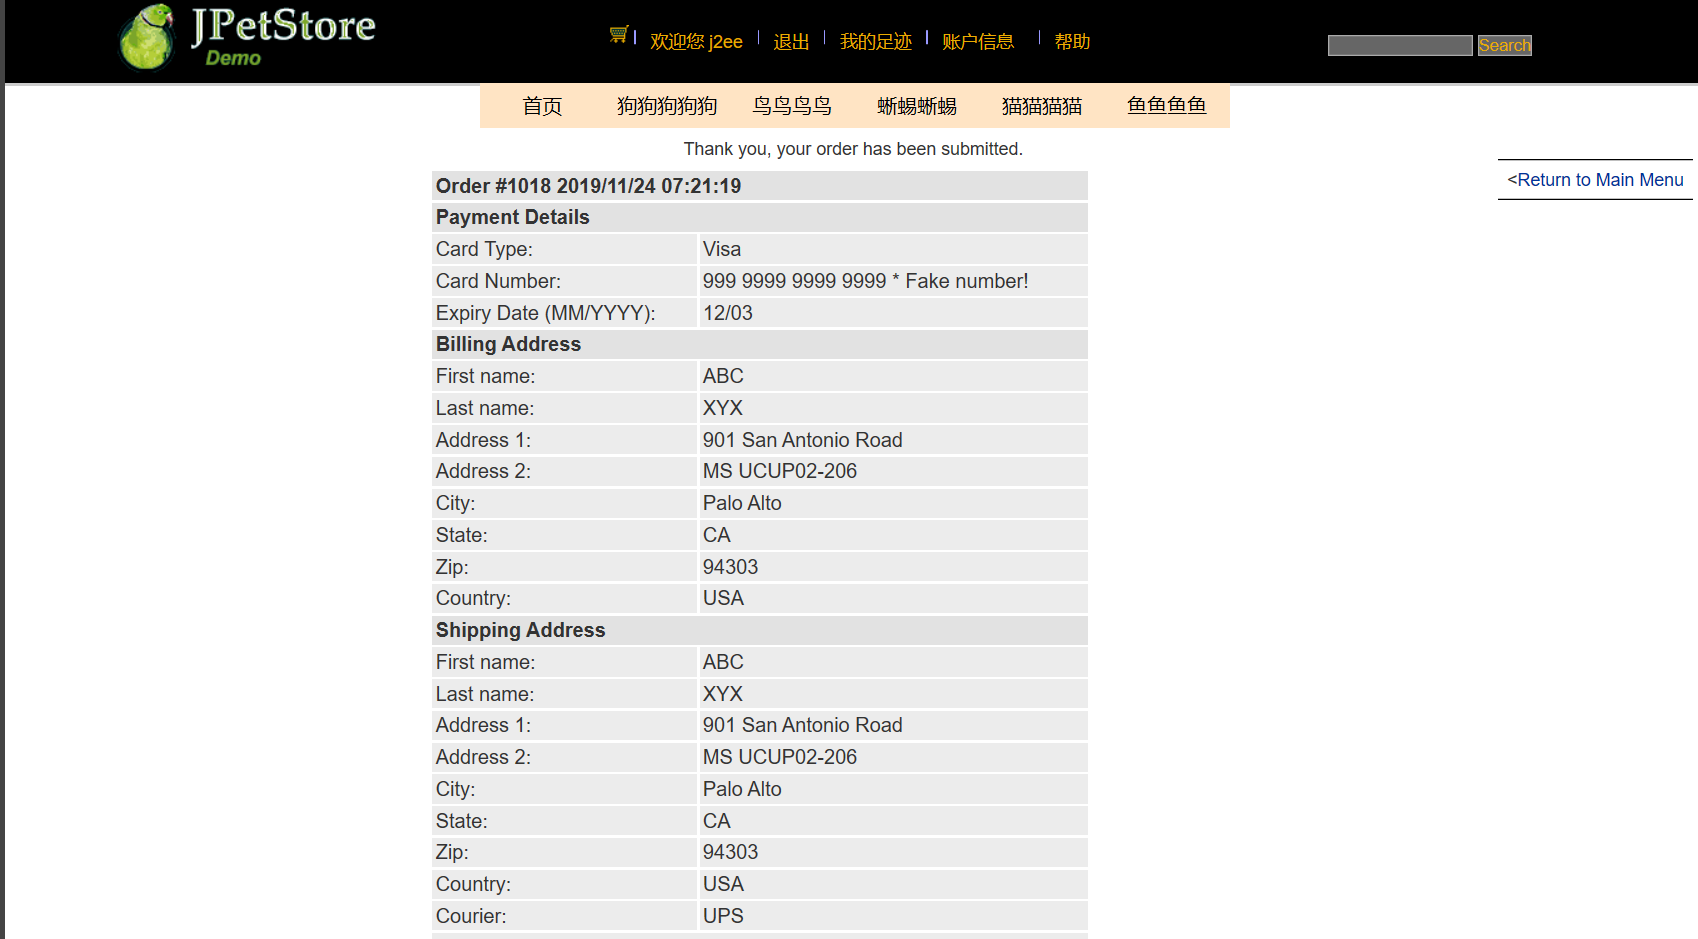 JPetStore
Demo
欢迎您 j2ee
退出
我的足迹
账户信息
帮助
Search
首页 狗狗狗狗狗 鸟鸟鸟鸟 蜥蜴蜥蜴 猫猫猫猫 鱼鱼鱼鱼
Thank you, your order has been submitted.
<Return to Main Menu
Order #1018 2019/11/24 07:21:19
Payment Details
Card Type: Visa
Card Number: 999 9999 9999 9999 * Fake number!
Expiry Date (MM/YYYY): 12/03
Billing Address
First name: ABC
Last name: XYX
Address 1: 901 San Antonio Road
Address 2: MS UCUP02-206
City: Palo Alto
State: CA
Zip: 94303
Country: USA
Shipping Address
First name: ABC
Last name: XYX
Address 1: 901 San Antonio Road
Address 2: MS UCUP02-206
City: Palo Alto
State: CA
Zip: 94303
Country: USA
Courier: UPS